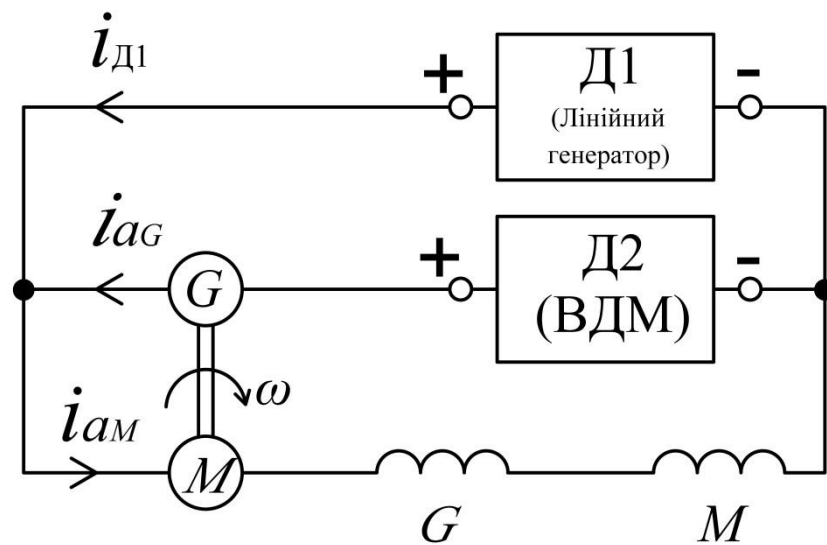 iД1
+
Д1
-
(Лінійний
генератор)
iaG
G
+
Д2
-
(ВДМ)
ω
iaM
M
G
M